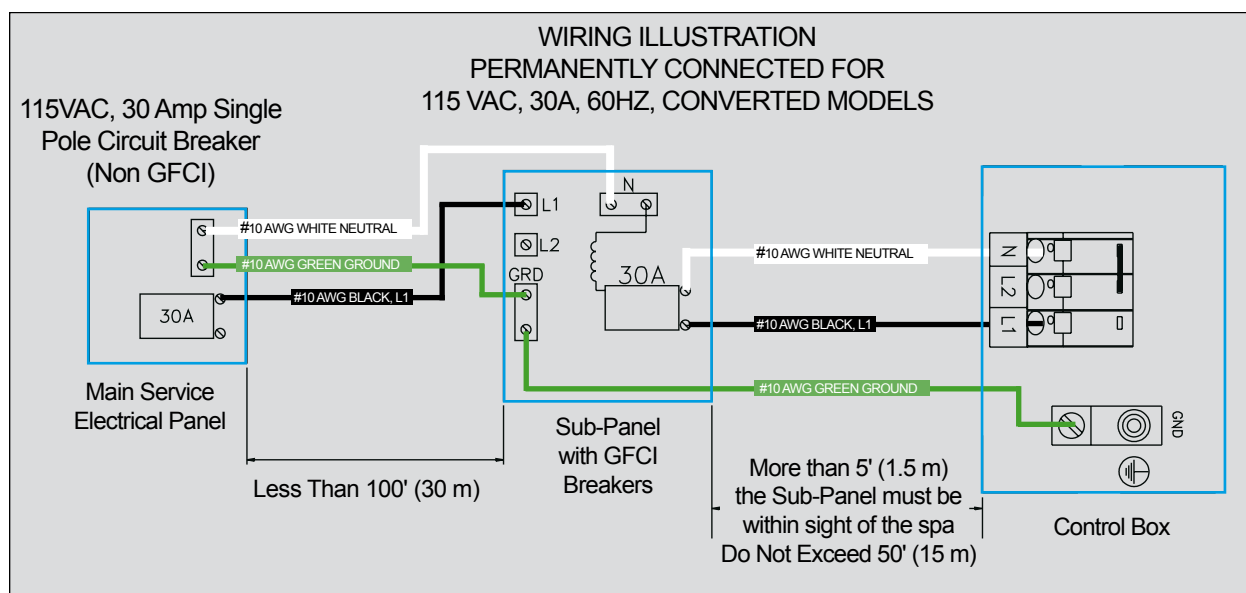 WIRING ILLUSTRATION
PERMANENTLY CONNECTED FOR
115 VAC, 30A, 60HZ, CONVERTED MODELS
115VAC, 30 Amp Single
Pole Circuit Breaker
(Non GFCI)
#10 AWG WHITE NEUTRAL
#10 AWG GREEN GROUND
#10 AWG BLACK, L1
30A
Main Service
Electrical Panel
L1
L2
GRD
N
30A
Sub-Panel
with GFCI
Breakers
#10 AWG WHITE NEUTRAL
#10 AWG BLACK, L1
#10 AWG GREEN GROUND
N
L2
L1
GND
Control Box
Less Than 100' (30 m)
More than 5' (1.5 m)
the Sub-Panel must be
within sight of the spa
Do Not Exceed 50' (15 m)